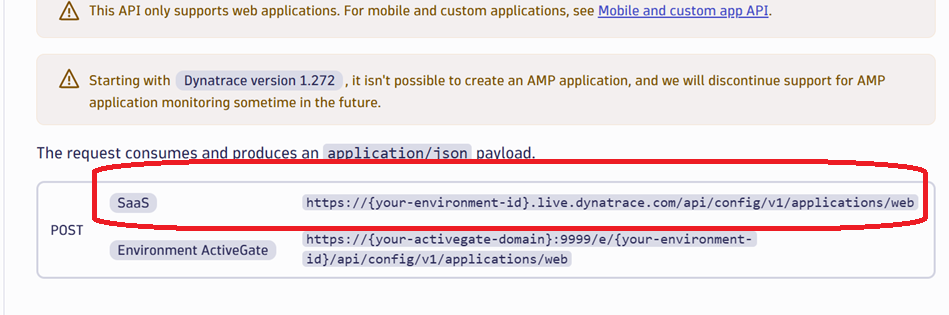 This API only supports web applications. For mobile and custom applications, see Mobile and custom app API.
Starting with Dynatrace version 1.272 , it isn't possible to create an AMP application, and we will discontinue support for AMP
application monitoring sometime in the future.
The request consumes and produces an application/json payload.
SaaS https://{your-environment-id}.live.dynatrace.com/api/config/v1/applications/web
POST
Environment ActiveGate https://{your-activegate-domain}:9999/e/{your-environment-
id}/api/config/v1/applications/web